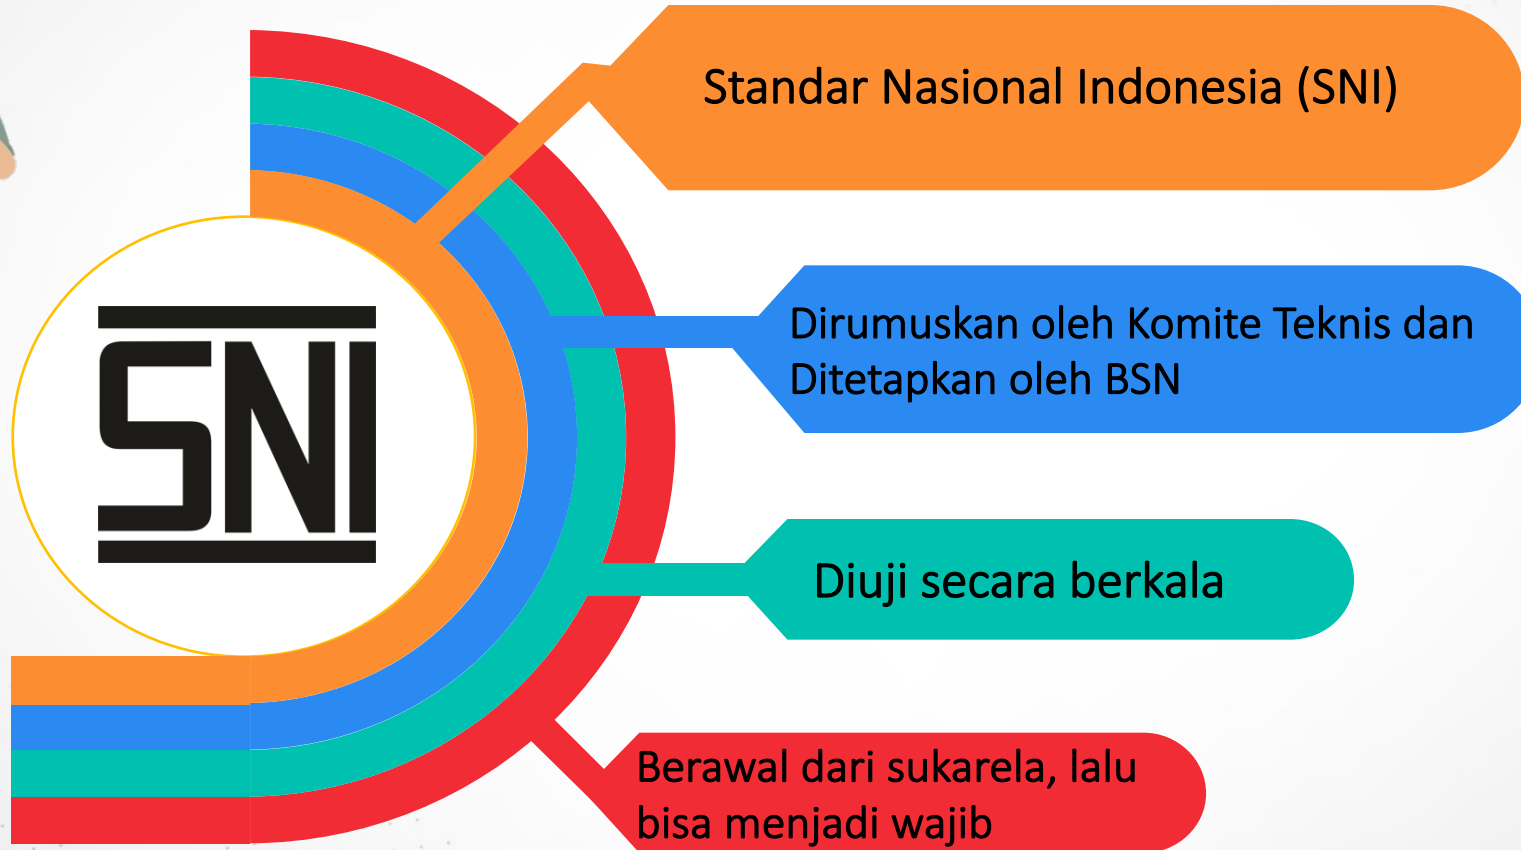 Standar Nasional Indonesia (SNI)
SNI
Dirumuskan oleh Komite Teknis dan
Ditetapkan oleh BSN
Diuji secara berkala
Berawal dari sukarela, lalu
bisa menjadi wajib